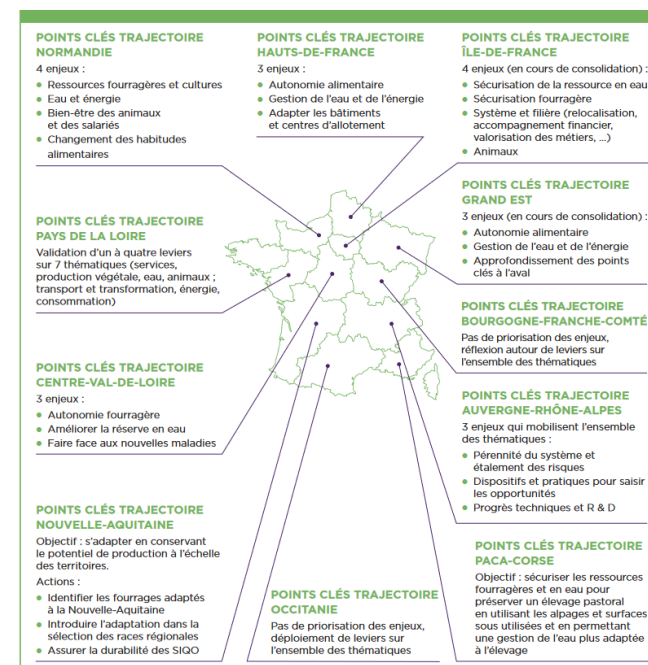 POINTS CLÉS TRAJECTOIRE
NORMANDIE
4 enjeux :
• Ressources fourragères et cultures
• Eau et énergie
• Bien-être des animaux
et des salariés
• Changement des habitudes
alimentaires
POINTS CLÉS TRAJECTOIRE
HAUTS-DE-FRANCE
3 enjeux :
• Autonomie alimentaire
• Gestion de l'eau et de l'énergie
• Adapter les bâtiments
et centres d'allotement
POINTS CLÉS TRAJECTOIRE
ÎLE-DE-FRANCE
4 enjeux (en cours de consolidation) :
• Sécurisation de la ressource en eau
• Sécurisation fourragère
• Système et filière (relocalisation,
accompagnement financier,
valorisation des métiers, ...)
• Animaux
POINTS CLÉS TRAJECTOIRE
GRAND EST
3 enjeux (en cours de consolidation) :
• Autonomie alimentaire
• Gestion de l'eau et de l'énergie
• Approfondissement des points
clés à l'aval
POINTS CLÉS TRAJECTOIRE
PAYS DE LA LOIRE
Validation d'un à quatre leviers
sur 7 thématiques (services,
production végétale, eau, animaux ;
transport et transformation, énergie,
consommation)
POINTS CLÉS TRAJECTOIRE
BOURGOGNE-FRANCHE-COMTÉ
Pas de priorisation des enjeux,
réflexion autour de leviers sur
l'ensemble des thématiques
POINTS CLÉS TRAJECTOIRE
CENTRE-VAL-DE-LOIRE
3 enjeux :
• Autonomie fourragère
• Améliorer la réserve en eau
• Faire face aux nouvelles maladies
POINTS CLÉS TRAJECTOIRE
AUVERGNE-RHÔNE-ALPES
3 enjeux qui mobilisent l'ensemble
des thématiques :
• Pérennité du système et
étalement des risques
• Dispositifs et pratiques pour saisir
les opportunités
• Progrès techniques et R & D
POINTS CLÉS TRAJECTOIRE
NOUVELLE-AQUITAINE
Objectif : s'adapter en conservant
le potentiel de production à l'échelle
des territoires.
Actions :
• Identifier les fourrages adaptés
à la Nouvelle-Aquitaine
• Introduire l'adaptation dans la
sélection des races régionales
• Assurer la durabilité des SIQO
POINTS CLÉS TRAJECTOIRE
OCCITANIE
Pas de priorisation des enjeux,
déploiement de leviers sur
l'ensemble des thématiques
POINTS CLÉS TRAJECTOIRE
PACA-CORSE
Objectif : sécuriser les ressources
fourragères et en eau pour
préserver un élevage pastoral
en utilisant les alpages et surfaces
sous utilisées et en permettant
une gestion de l'eau plus adaptée
à l'élevage